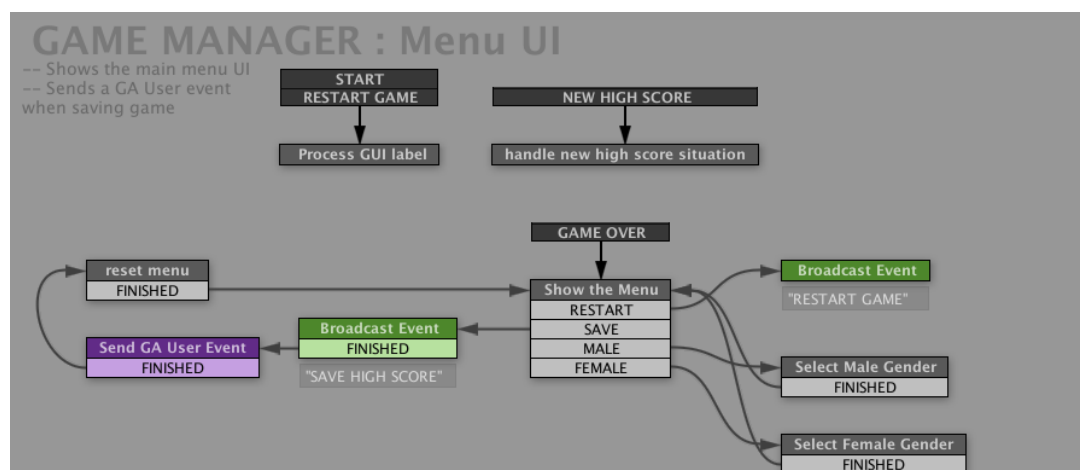 GAME MANAGER : Menu UI
-- Shows the main menu UI
-- Sends a GA User event
when saving game
START
RESTART GAME
Process GUI label
NEW HIGH SCORE
handle new high score situation
GAME OVER
reset menu
FINISHED
Show the Menu
RESTART
SAVE
MALE
FEMALE
Broadcast Event
"RESTART GAME"
Broadcast Event
FINISHED
"SAVE HIGH SCORE"
Send GA User Event
FINISHED
Select Male Gender
FINISHED
Select Female Gender
FINISHED